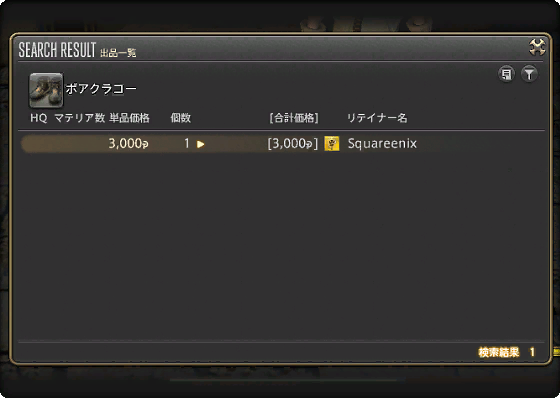 SEARCH RESULT 出品一覧
ボアクラコー
HQ マテリア数 単品価格 個数 [合計価格] リテイナー名
3,000 1 [3,000] Squareenix
検索結果 1